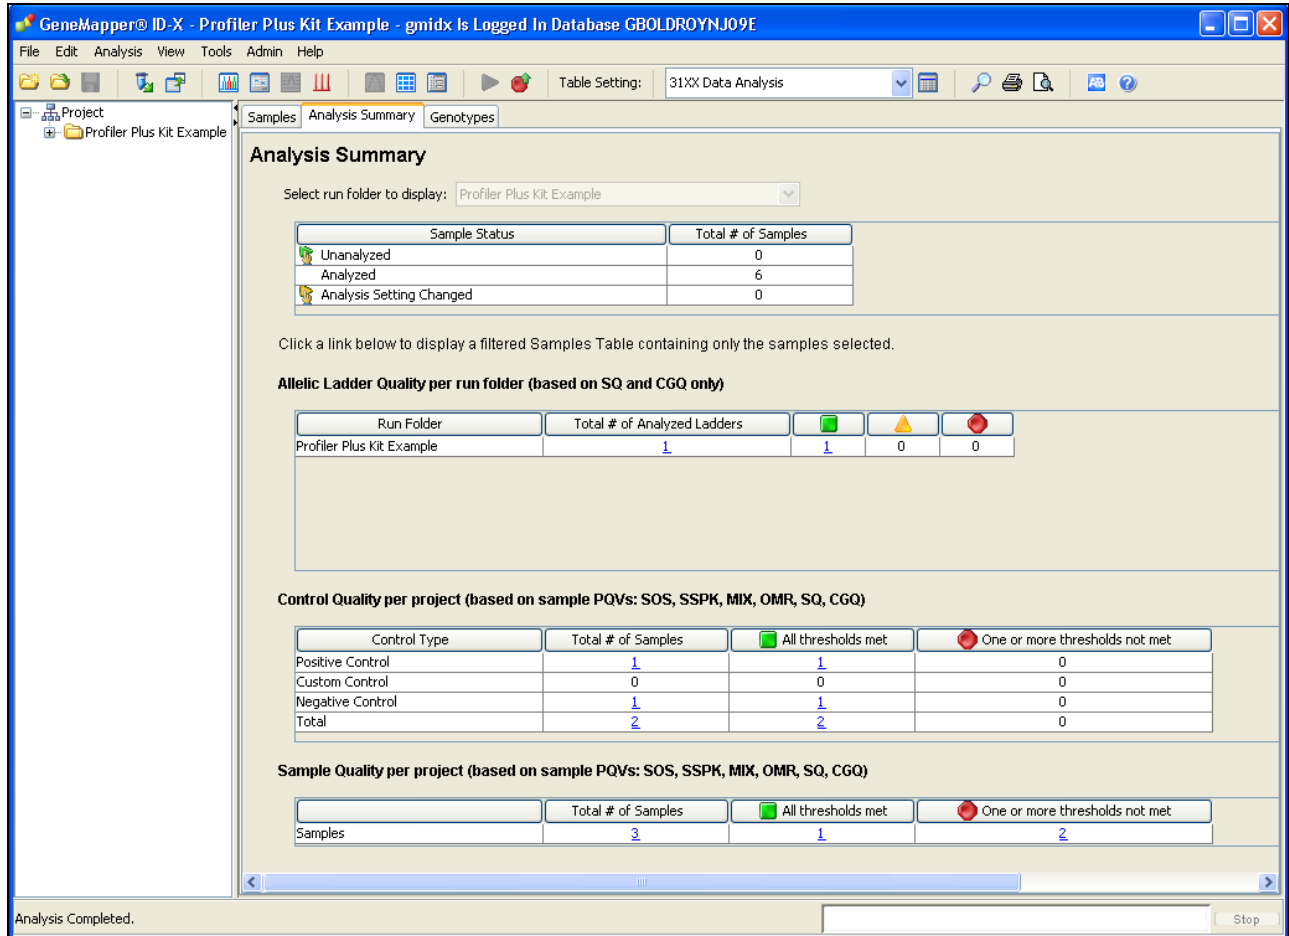 GeneMapper® ID-X - Profiler Plus Kit Example - gmidx Is Logged In Database GBOLDROYNJ09E
File Edit Analysis View Tools Admin Help
Table Setting: 31XX Data Analysis
Project
Profiler Plus Kit Example
Samples Analysis Summary Genotypes
Analysis Summary
Select run folder to display: Profiler Plus Kit Example
Sample Status Total # of Samples
Unanalyzed 0
Analyzed 6
Analysis Setting Changed 0
Click a link below to display a filtered Samples Table containing only the samples selected.
Allelic Ladder Quality per run folder (based on SQ and CGQ only)
Run Folder Total # of Analyzed Ladders
Profiler Plus Kit Example 1 1 0 0
Control Quality per project (based on sample PQVs: SOS, SSPK, MIX, OMR, SQ, CGQ)
Control Type Total # of Samples All thresholds met One or more thresholds not met
Positive Control 1 1 0
Custom Control 0 0 0
Negative Control 1 1 0
Total 2 2 0
Sample Quality per project (based on sample PQVs: SOS, SSPK, MIX, OMR, SQ, CGQ)
Total # of Samples All thresholds met One or more thresholds not met
Samples 3 1 2
Analysis Completed. Stop